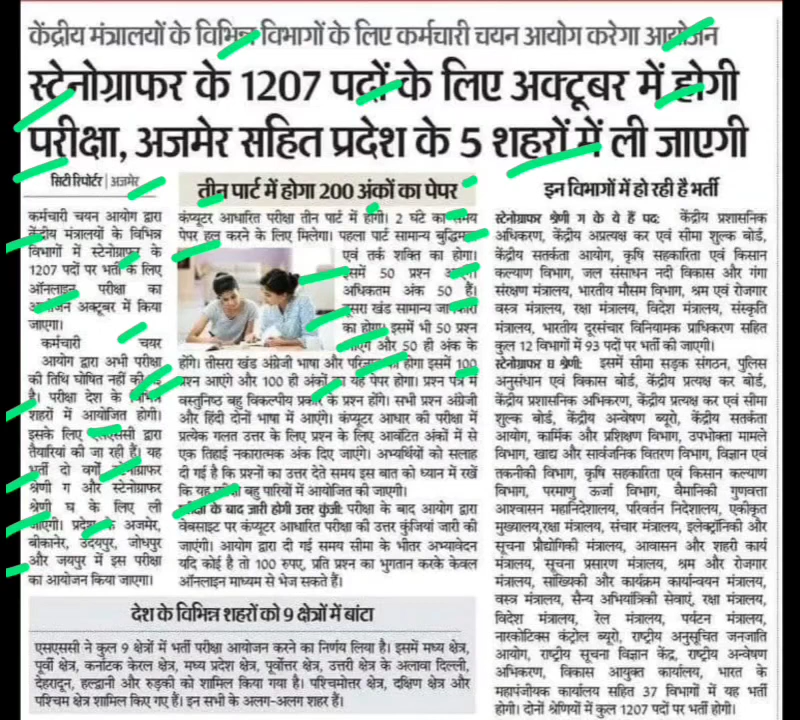 केंद्रीय मंत्रालयों के विभिन्न विभागों के लिए कर्मचारी चयन आयोग करेगा आयोजन
स्टेनोग्राफर के 1207 पदों के लिए अक्टूबर में होगी
परीक्षा, अजमेर सहित प्रदेश के 5 शहरों में ली जाएगी
सिटी रिपोर्टर | अजमेर
कर्मचारी चयन आयोग द्वारा
केंद्रीय मंत्रालयों के विभिन्न
विभागों में स्टेनोग्राफर के
1207 पदों पर भर्ती के लिए
ऑनलाइन परीक्षा का
आयोजन अक्टूबर में किया
जाएगा।
कर्मचारी चयर
आयोग द्वारा अभी परीक्षा
की तिथि घोषित नहीं की गई
है। परीक्षा देश के विभिन्न
शहरों में आयोजित होगी।
इसके लिए एसएससी द्वारा
तैयारियां की जा रही हैं। यह
भर्ती दो वर्गों स्टेनोग्राफर
श्रेणी ग और स्टेनोग्राफर
श्रेणी घ के लिए ली
जाएगी। प्रदेश के अजमेर,
बीकानेर, उदयपुर, जोधपुर
और जयपुर में इस परीक्षा
का आयोजन किया जाएगा।
तीन पार्ट में होगा 200 अंकों का पेपर
कंप्यूटर आधारित परीक्षा तीन पार्ट में होगी। 2 घंटे का समय
पेपर हल करने के लिए मिलेगा। पहला पार्ट सामान्य बुद्धिमता
एवं तर्क शक्ति का होगा।
इसमें 50 प्रश्न आएंगे
अधिकतम अंक 50 हैं।
दूसरा खंड सामान्य जानकारी
का होगा। इसमें भी 50 प्रश्न
आएंगे और 50 ही अंक के
होंगे। तीसरा खंड अंग्रेजी भाषा और परिज्ञान का होगा इसमें 100
प्रश्न आएंगे और 100 ही अंकों का यह पेपर होगा। प्रश्न पत्र में
वस्तुनिष्ठ बहु विकल्पीय प्रकार के प्रश्न होंगे। सभी प्रश्न अंग्रेजी
और हिंदी दोनों भाषा में आएंगे। कंप्यूटर आधार की परीक्षा में
प्रत्येक गलत उत्तर के लिए प्रश्न के लिए आवंटित अंकों में से
एक तिहाई नकारात्मक अंक दिए जाएंगे। अभ्यर्थियों को सलाह
दी गई है कि प्रश्नों का उत्तर देते समय इस बात को ध्यान में रखें
कि यह परीक्षा बहु पारियों में आयोजित की जाएगी।
परीक्षा के बाद जारी होगी उत्तर कुंजी: परीक्षा के बाद आयोग द्वारा
वेबसाइट पर कंप्यूटर आधारित परीक्षा की उत्तर कुंजियां जारी की
जाएंगी। आयोग द्वारा दी गई समय सीमा के भीतर अभ्यावेदन
यदि कोई है तो 100 रुपए, प्रति प्रश्न का भुगतान करके केवल
ऑनलाइन माध्यम से भेज सकते हैं।
देश के विभिन्न शहरों को 9 क्षेत्रों में बांटा
एसएससी ने कुल 9 क्षेत्रों में भर्ती परीक्षा आयोजन करने का निर्णय लिया है। इसमें मध्य क्षेत्र,
पूर्वी क्षेत्र, कर्नाटक केरल क्षेत्र, मध्य प्रदेश क्षेत्र, पूर्वोत्तर क्षेत्र, उत्तरी क्षेत्र के अलावा दिल्ली,
देहरादून, हल्द्वानी और रुड़की को शामिल किया गया है। पश्चिमोत्तर क्षेत्र, दक्षिण क्षेत्र और
पश्चिम क्षेत्र शामिल किए गए हैं। इन सभी के अलग-अलग शहर हैं।
इन विभागों में हो रही है भर्ती
स्टेनोग्राफर श्रेणी ग के ये हैं पद: केंद्रीय प्रशासनिक
अधिकरण, केंद्रीय अप्रत्यक्ष कर एवं सीमा शुल्क बोर्ड,
केंद्रीय सतर्कता आयोग, कृषि सहकारिता एवं किसान
कल्याण विभाग, जल संसाधन नदी विकास और गंगा
संरक्षण मंत्रालय, भारतीय मौसम विभाग, श्रम एवं रोजगार
वस्त्र मंत्रालय, रक्षा मंत्रालय, विदेश मंत्रालय, संस्कृति
मंत्रालय, भारतीय दूरसंचार विनियामक प्राधिकरण सहित
कुल 12 विभागों में 93 पदों पर भर्ती की जाएगी।
स्टेनोग्राफर घ श्रेणी: इसमें सीमा सड़क संगठन, पुलिस
अनुसंधान एवं विकास बोर्ड, केंद्रीय प्रत्यक्ष कर बोर्ड,
केंद्रीय प्रशासनिक अभिकरण, केंद्रीय प्रत्यक्ष कर एवं सीमा
शुल्क बोर्ड, केंद्रीय अन्वेषण ब्यूरो, केंद्रीय सतर्कता
आयोग, कार्मिक और प्रशिक्षण विभाग, उपभोक्ता मामले
विभाग, खाद्य और सार्वजनिक वितरण विभाग, विज्ञान एवं
तकनीकी विभाग, कृषि सहकारिता एवं किसान कल्याण
विभाग, परमाणु ऊर्जा विभाग, वैमानिकी गुणवत्ता
आश्वासन महानिदेशालय, परिवर्तन निदेशालय, एकीकृत
मुख्यालय,रक्षा मंत्रालय, संचार मंत्रालय, इलेक्ट्रॉनिकी और
सूचना प्रौद्योगिकी मंत्रालय, आवासन और शहरी कार्य
मंत्रालय, सूचना प्रसारण मंत्रालय, श्रम और रोजगार
मंत्रालय, सांख्यिकी और कार्यक्रम कार्यान्वयन मंत्रालय,
वस्त्र मंत्रालय, सैन्य अभियांत्रिकी सेवाएं, रक्षा मंत्रालय,
विदेश मंत्रालय, रेल मंत्रालय, पर्यटन मंत्रालय,
नारकोटिक्स कंट्रोल ब्यूरो, राष्ट्रीय अनुसूचित जनजाति
आयोग, राष्ट्रीय सूचना विज्ञान केंद्र, राष्ट्रीय अन्वेषण
अभिकरण, विकास आयुक्त कार्यालय, भारत के
महापंजीयक कार्यालय सहित 37 विभागों में यह भर्ती
होगी। दोनों श्रेणियों में कुल 1207 पदों पर भर्ती होगी।